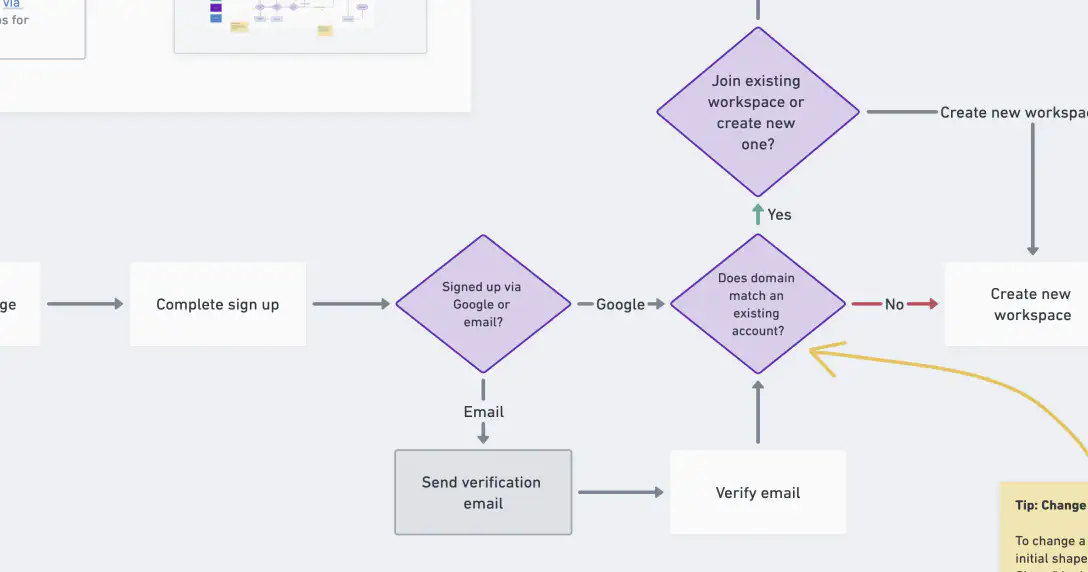 via
s for
Join existing
workspace or
create new
one?
Create new workspa
Yes
ge
Complete sign up
Signed up via
Google or
email?
Google
Does domain
match an
existing
account?
No
Create new
workspace
Email
Send verification
email
Verify email
Tip: Change
To change a
initial shape